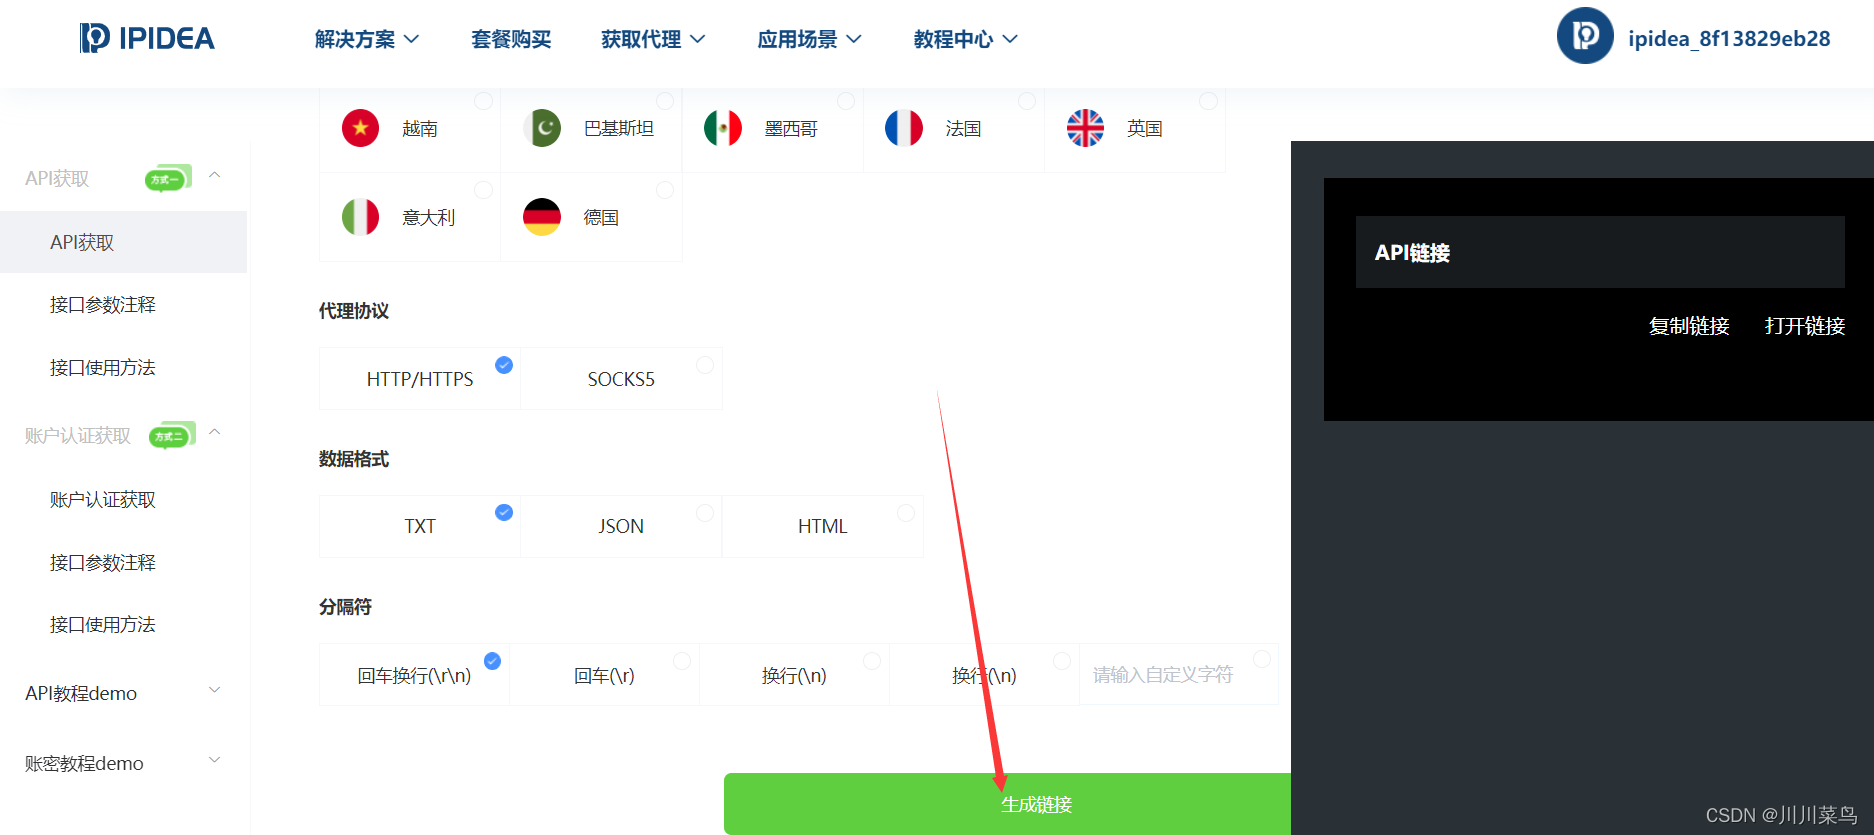 IPIDEA
解决方案
套餐购买
获取代理
应用场景
教程中心
ipidea_8f13829eb28
API获取
方式一
API获取
接口参数注释
接口使用方法
账户认证获取
方式二
账户认证获取
接口参数注释
接口使用方法
API教程demo
账密教程demo
越南
巴基斯坦
墨西哥
法国
英国
意大利
德国
代理协议
HTTP/HTTPS
SOCKS5
数据格式
TXT
JSON
HTML
分隔符
回车换行(\r\n)
回车(\r)
换行(\n)
换行(\n)
请输入自定义字符
生成链接
API链接
复制链接
打开链接
CSDN @川川菜鸟